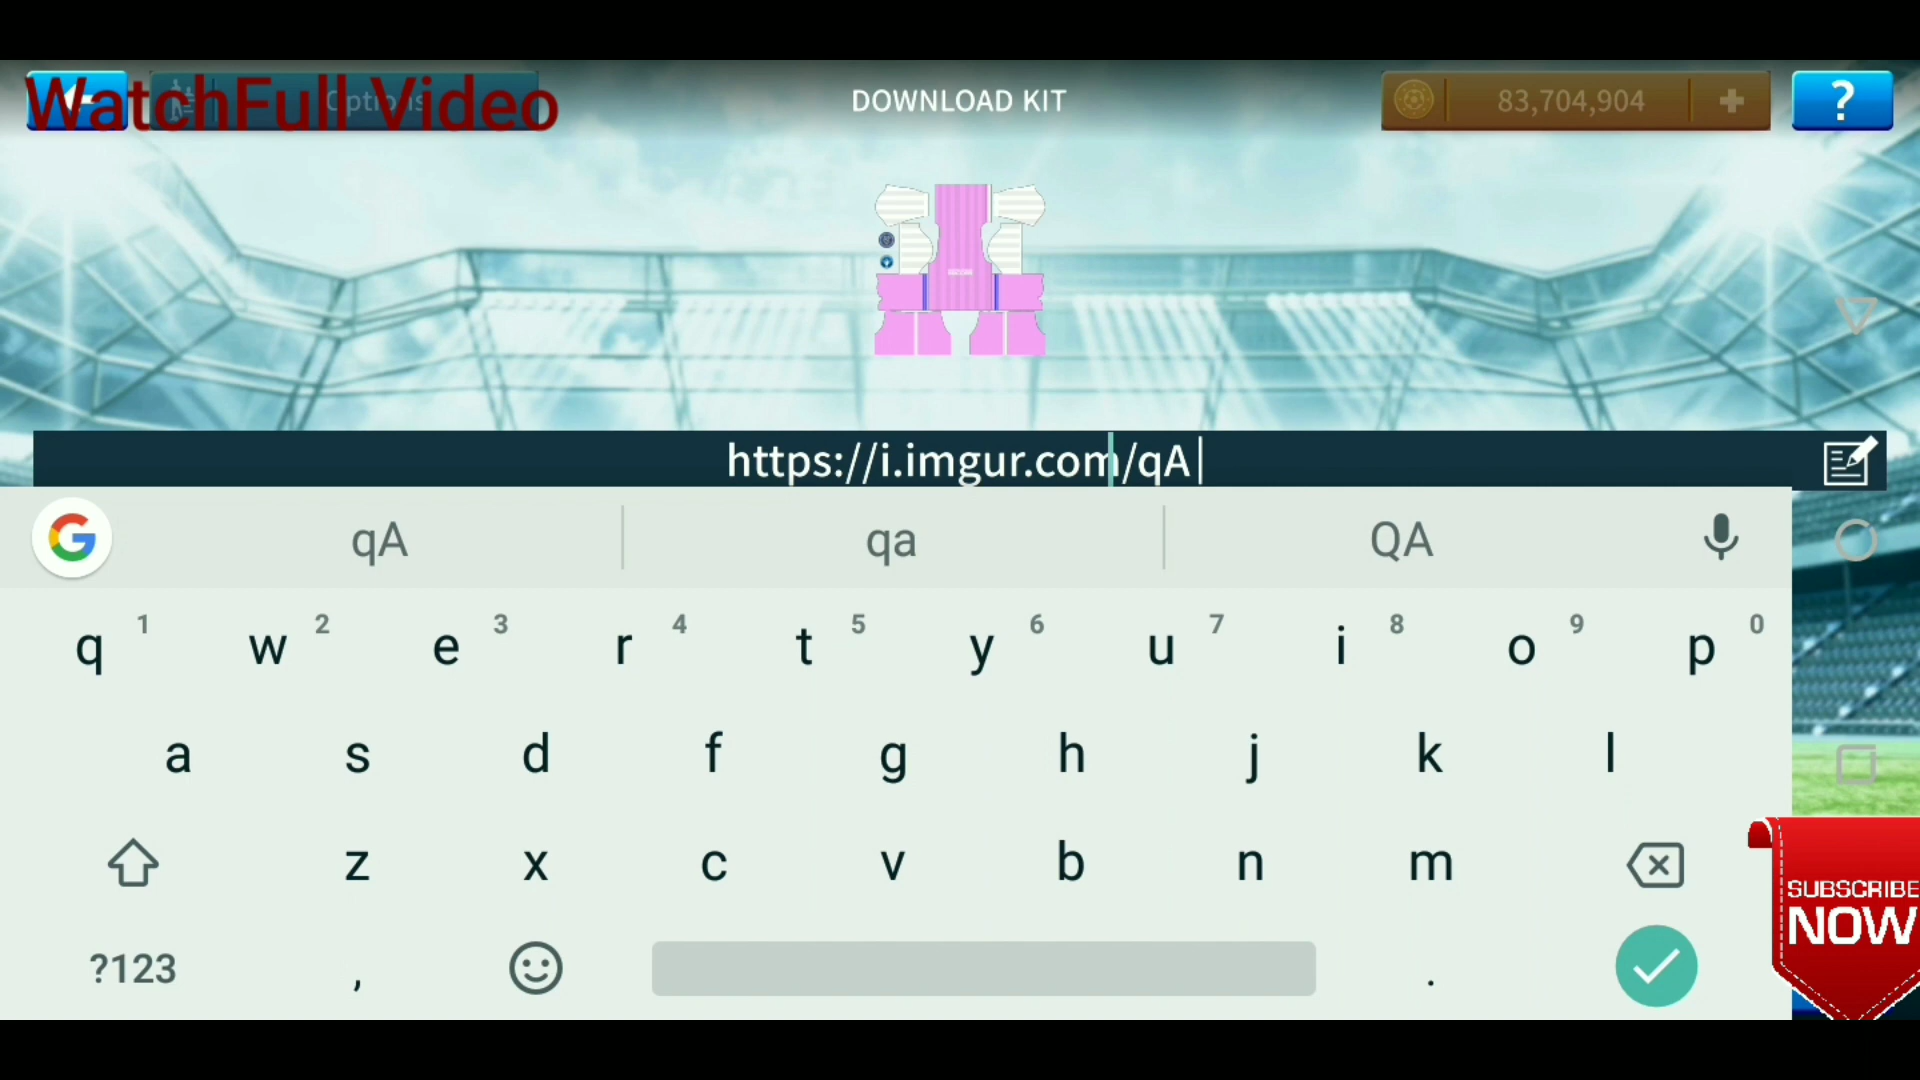 WatchFull Video
Options
DOWNLOAD KIT
83,704,904 +
?
https://i.imgur.com/qA
G qA qa QA
q 1 w 2 e 3 r 4 t 5 y 6 u 7 i 8 o 9 p 0
a s d f g h j k l
z x c v b n m
?123 , .
SUBSCRIBE
NOW